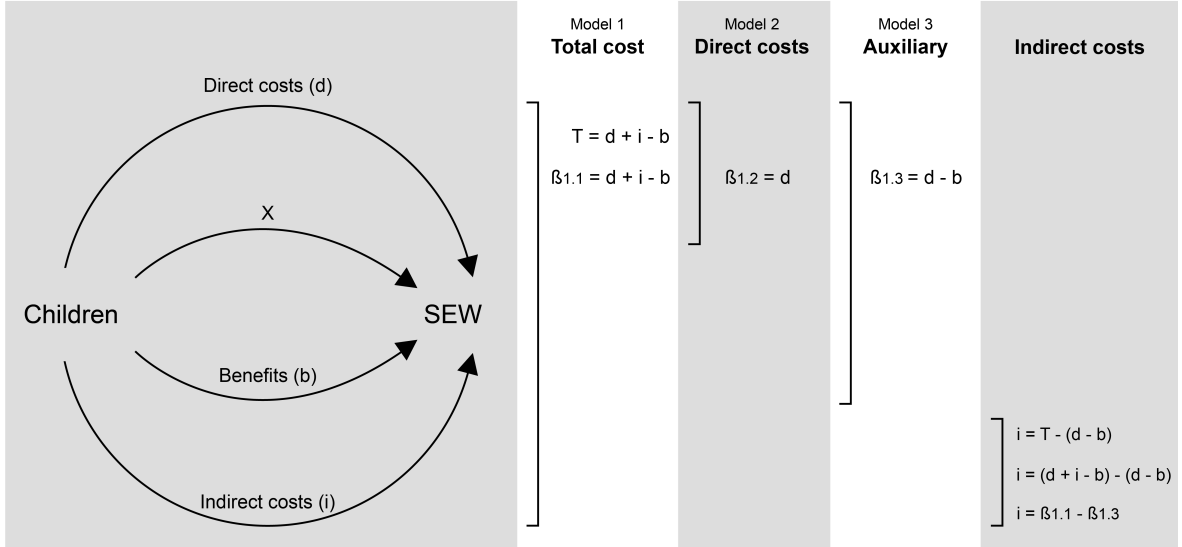 Model 1
Total cost
Model 2
Direct costs
Model 3
Auxiliary
Indirect costs
Direct costs (d)
X
Children
SEW
Benefits (b)
Indirect costs (i)
T = d + i - b
ß1.1 = d + i - b
ß1.2 = d
ß1.3 = d - b
i = T - (d - b)
i = (d + i - b) - (d - b)
i = ß1.1 - ß1.3